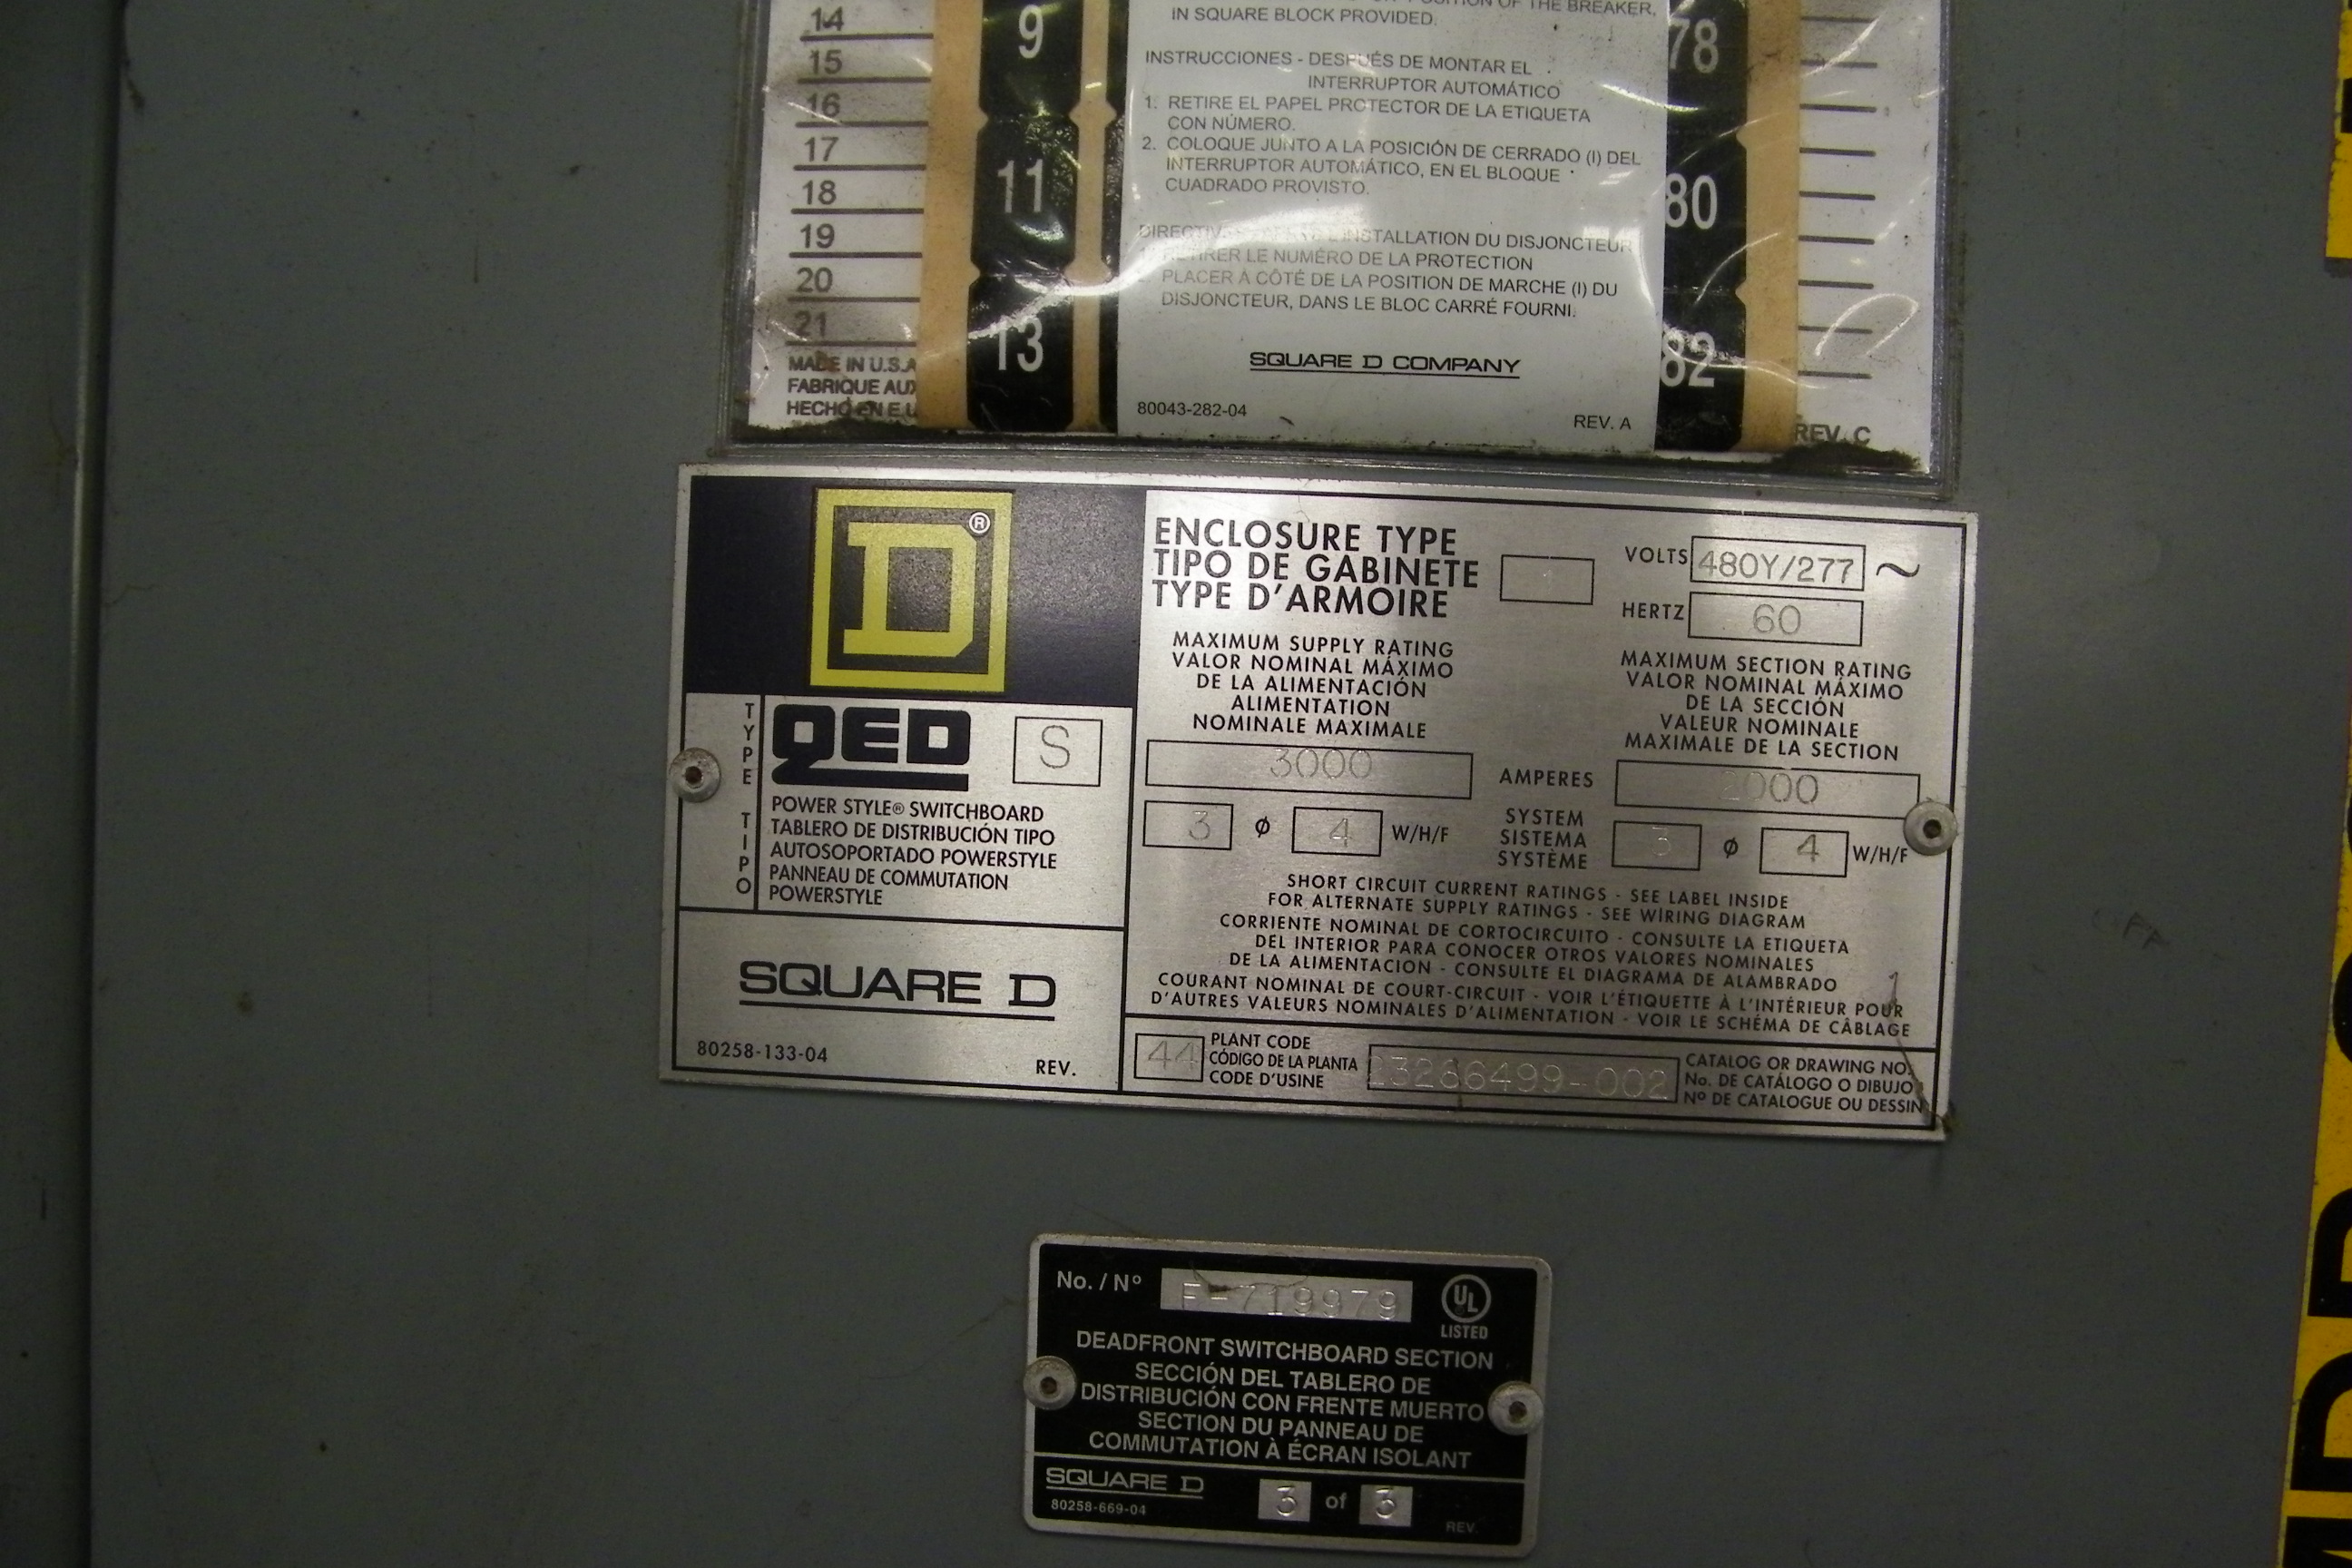 POSITION OF THE BREAKER,
IN SQUARE BLOCK PROVIDED.
INSTRUCCIONES - DESPUÉS DE MONTAR EL
INTERRUPTOR AUTOMÁTICO
1. RETIRE EL PAPEL PROTECTOR DE LA ETIQUETA
CON NÚMERO.
2. COLOQUE JUNTO A LA POSICIÓN DE CERRADO (I) DEL
INTERRUPTOR AUTOMÁTICO, EN EL BLOQUE
CUADRADO PROVISTO.
L'INSTALLATION DU DISJONCTEUR
LE NUMÉRO DE LA PROTECTION
PLACER À CÔTÉ DE LA POSITION DE MARCHE (I) DU
DISJONCTEUR, DANS LE BLOC CARRÉ FOURNI.
SQUARE D COMPANY
80043-282-04
REV. A
14
15
16
17
18
19
20
21
MADE IN U.S.A
FABRIQUE AUX
HECHO EN E.U
9
11
13
78
80
82
REV. C
ENCLOSURE TYPE
TIPO DE GABINETE
TYPE D'ARMOIRE
VOLTS 480Y/277 ~
HERTZ 60
MAXIMUM SUPPLY RATING
VALOR NOMINAL MÁXIMO
DE LA ALIMENTACIÓN
ALIMENTATION
NOMINALE MAXIMALE
MAXIMUM SECTION RATING
VALOR NOMINAL MÁXIMO
DE LA SECCIÓN
VALEUR NOMINALE
MAXIMALE DE LA SECTION
3000 AMPERES
3 Ø 4 W/H/F
SYSTEM
SISTEMA
SYSTÈME
3 Ø 4 W/H/F
SHORT CIRCUIT CURRENT RATINGS - SEE LABEL INSIDE
FOR ALTERNATE SUPPLY RATINGS - SEE WIRING DIAGRAM
CORRIENTE NOMINAL DE CORTOCIRCUITO - CONSULTE LA ETIQUETA
DEL INTERIOR PARA CONOCER OTROS VALORES NOMINALES
DE LA ALIMENTACION - CONSULTE EL DIAGRAMA DE ALAMBRADO
COURANT NOMINAL DE COURT-CIRCUIT - VOIR L'ÉTIQUETTE À L'INTÉRIEUR POUR
D'AUTRES VALEURS NOMINALES D'ALIMENTATION - VOIR LE SCHÉMA DE CÂBLAGE
44
PLANT CODE
CÓDIGO DE LA PLANTA
CODE D'USINE
23286499-002
CATALOG OR DRAWING NO.
No. DE CATÁLOGO O DIBUJO
Nº DE CATALOGUE OU DESSIN
D®
TYPE TIPO
QED S
POWER STYLE® SWITCHBOARD
TABLERO DE DISTRIBUCIÓN TIPO
AUTOSOPORTADO POWERSTYLE
PANNEAU DE COMMUTATION
POWERSTYLE
SQUARE D
80258-133-04
REV.
No. / Nº F-719979
UL
LISTED
DEADFRONT SWITCHBOARD SECTION
SECCIÓN DEL TABLERO DE
DISTRIBUCIÓN CON FRENTE MUERTO
SECTION DU PANNEAU DE
COMMUTATION À ÉCRAN ISOLANT
SQUARE D
80258-669-04
3 of 3
REV.